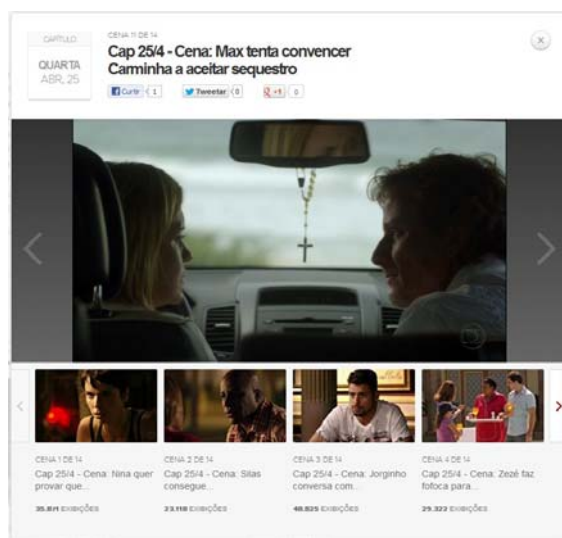 CAPÍTULO
QUARTA
ABR, 25
CENA 11 DE 14
Cap 25/4 - Cena: Max tenta convencer
Carminha a aceitar sequestro
Curtir 1
Tweetar 0
+1 0
CENA 1 DE 14
Cap 25/4 - Cena: Nina quer
provar que...
35.871 EXIBIÇÕES
CENA 2 DE 14
Cap 25/4 - Cena: Silas
consegue...
23.118 EXIBIÇÕES
CENA 3 DE 14
Cap 25/4 - Cena: Jorginho
conversa com...
48.825 EXIBIÇÕES
CENA 4 DE 14
Cap 25/4 - Cena: Zezé faz
fofoca para...
29.322 EXIBIÇÕES